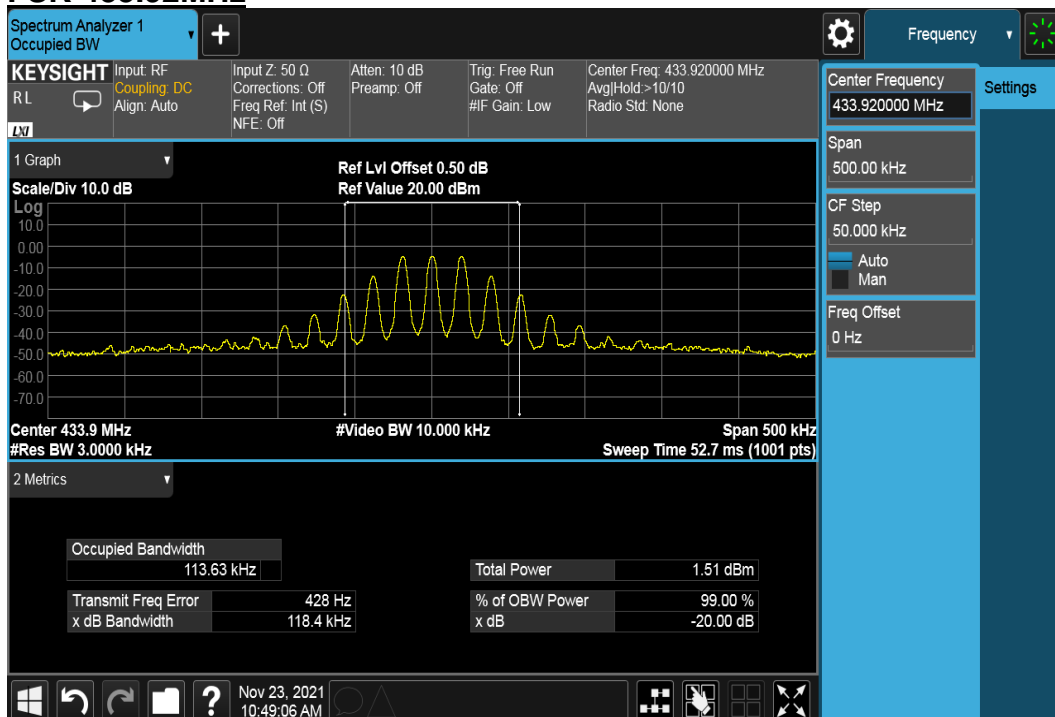 Spectrum Analyzer 1
Occupied BW
+
Frequency
KEYSIGHT
RL
LXI
Input: RF
Coupling: DC
Align: Auto
Input Z: 50 Ω
Corrections: Off
Freq Ref: Int (S)
NFE: Off
Atten: 10 dB
Preamp: Off
Trig: Free Run
Gate: Off
#IF Gain: Low
Center Freq: 433.920000 MHz
Avg|Hold:>10/10
Radio Std: None
Center Frequency
433.920000 MHz
Settings
Span
500.00 kHz
CF Step
50.000 kHz
Auto
Man
Freq Offset
0 Hz
1 Graph
Scale/Div 10.0 dB
Ref Lvl Offset 0.50 dB
Ref Value 20.00 dBm
Log
10.0
0.00
-10.0
-20.0
-30.0
-40.0
-50.0
-60.0
-70.0
Center 433.9 MHz
#Video BW 10.000 kHz
Span 500 kHz
#Res BW 3.0000 kHz
Sweep Time 52.7 ms (1001 pts)
2 Metrics
Occupied Bandwidth
113.63 kHz
Total Power 1.51 dBm
Transmit Freq Error 428 Hz
% of OBW Power 99.00 %
x dB Bandwidth 118.4 kHz
x dB -20.00 dB
?
Nov 23, 2021
10:49:06 AM